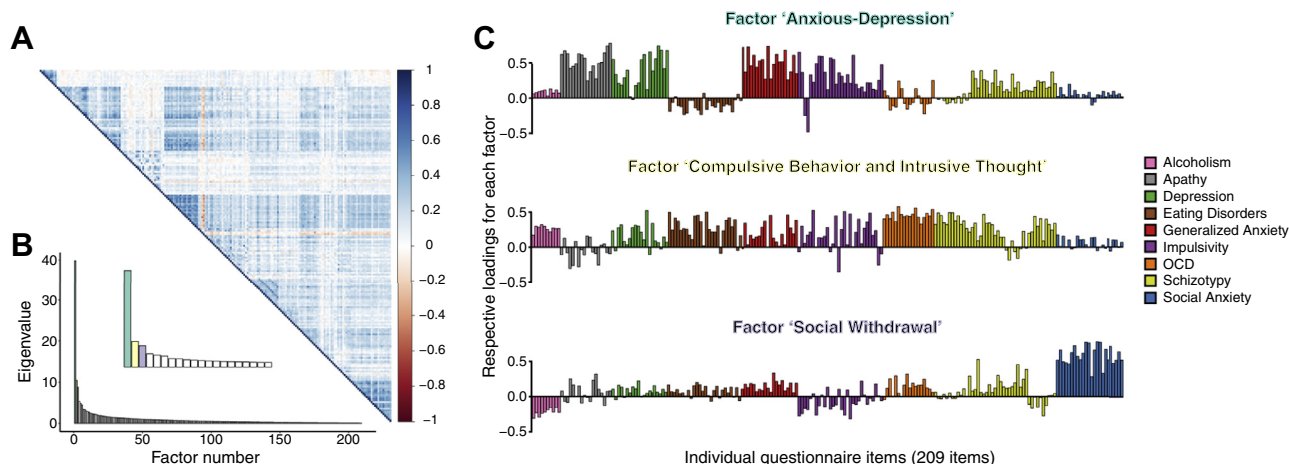 A
1
0.8
0.6
0.4
0.2
0
−0.2
−0.4
−0.6
−0.8
−1
B
Eigenvalue
40
30
20
10
0
0
50
100
150
200
Factor number
C
Respective loadings for each factor
Factor ‘Anxious-Depression’
0.5
0.0
−0.5
Factor ‘Compulsive Behavior and Intrusive Thought’
0.5
0.0
−0.5
Factor ‘Social Withdrawal’
0.5
0.0
−0.5
Individual questionnaire items (209 items)
Alcoholism
Apathy
Depression
Eating Disorders
Generalized Anxiety
Impulsivity
OCD
Schizotypy
Social Anxiety